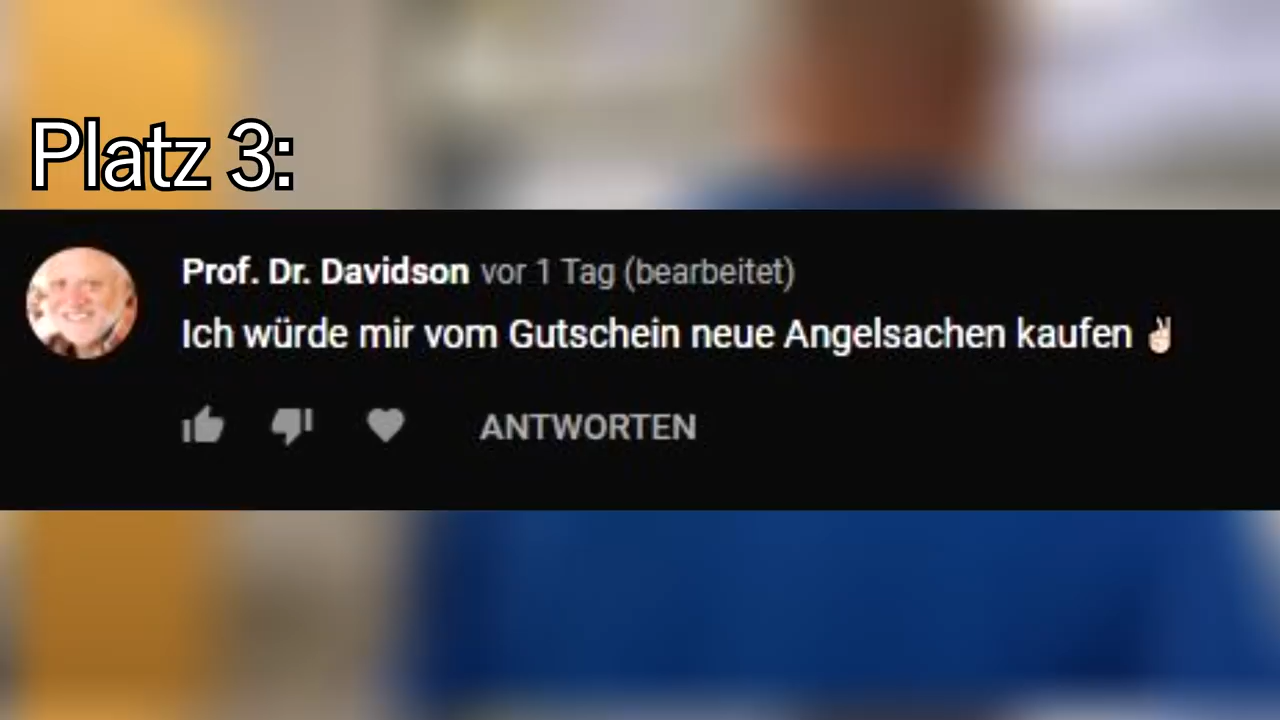 Platz 3:
Prof. Dr. Davidson vor 1 Tag (bearbeitet)
Ich würde mir vom Gutschein neue Angelsachen kaufen ✌🏻
ANTWORTEN